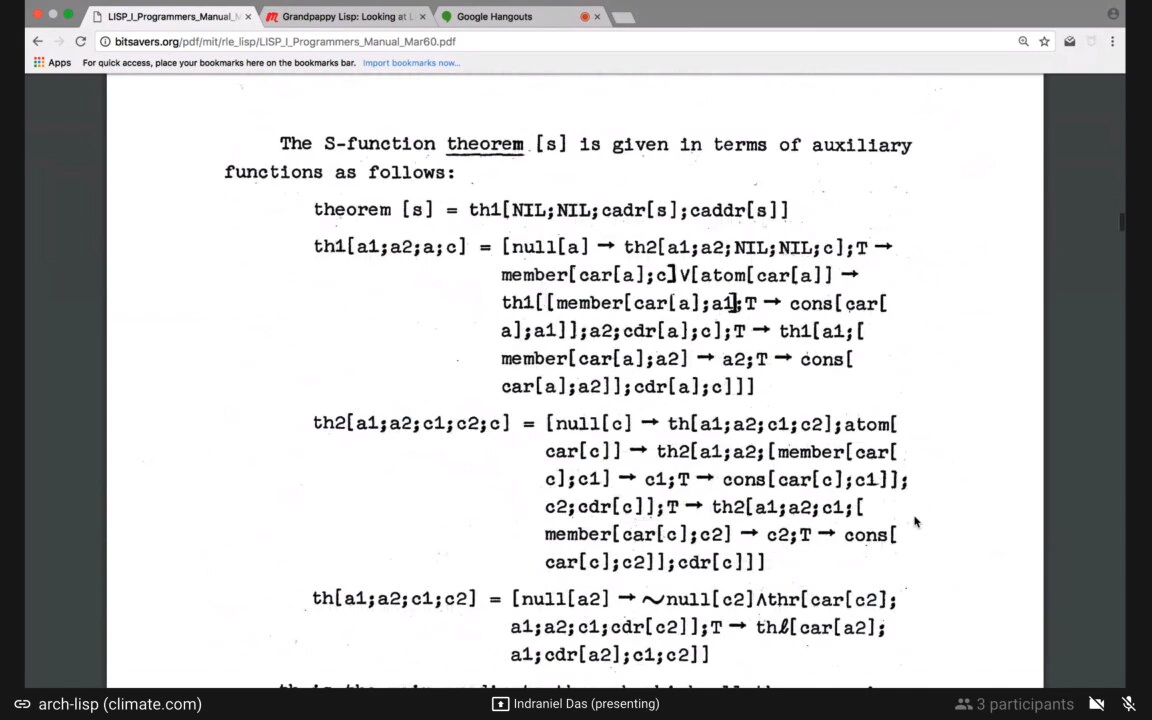 LISP_I_Programmers_Manual_M
Grandpappy Lisp: Looking at L
Google Hangouts
bitsavers.org/pdf/mit/rle_lisp/LISP_I_Programmers_Manual_Mar60.pdf
Apps For quick access, place your bookmarks here on the bookmarks bar. Import bookmarks now...
The S-function theorem [s] is given in terms of auxiliary
functions as follows:
theorem [s] = th1[NIL;NIL;cadr[s];caddr[s]]
th1[a1;a2;a;c] = [null[a] → th2[a1;a2;NIL;NIL;c];T →
member[car[a];c]∨[atom[car[a]] →
th1[[member[car[a];a1];T → cons[car[
a];a1]];a2;cdr[a];c];T → th1[a1;[
member[car[a];a2] → a2;T → cons[
car[a];a2]];cdr[a];c]]]
th2[a1;a2;c1;c2;c] = [null[c] → th[a1;a2;c1;c2];atom[
car[c]] → th2[a1;a2;[member[car[
c];c1] → c1;T → cons[car[c];c1]];
c2;cdr[c]];T → th2[a1;a2;c1;[
member[car[c];c2] → c2;T → cons[
car[c];c2]];cdr[c]]]
th[a1;a2;c1;c2] = [null[a2] → ~null[c2]∧thr[car[c2];
a1;a2;c1;cdr[c2]];T → thℓ[car[a2];
a1;cdr[a2];c1;c2]]
arch-lisp (climate.com)
Indraniel Das (presenting)
3 participants